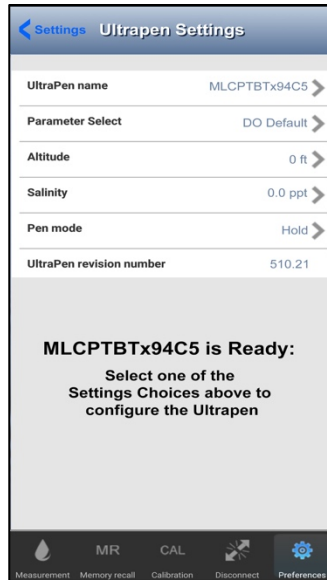 Settings Ultrapen Settings
UltraPen name MLCPTBTx94C5
Parameter Select DO Default
Altitude 0 ft
Salinity 0.0 ppt
Pen mode Hold
UltraPen revision number 510.21
MLCPTBTx94C5 is Ready:
Select one of the
Settings Choices above to
configure the Ultrapen
MR CAL
Measurement Memory recall Calibration Disconnect Preferences